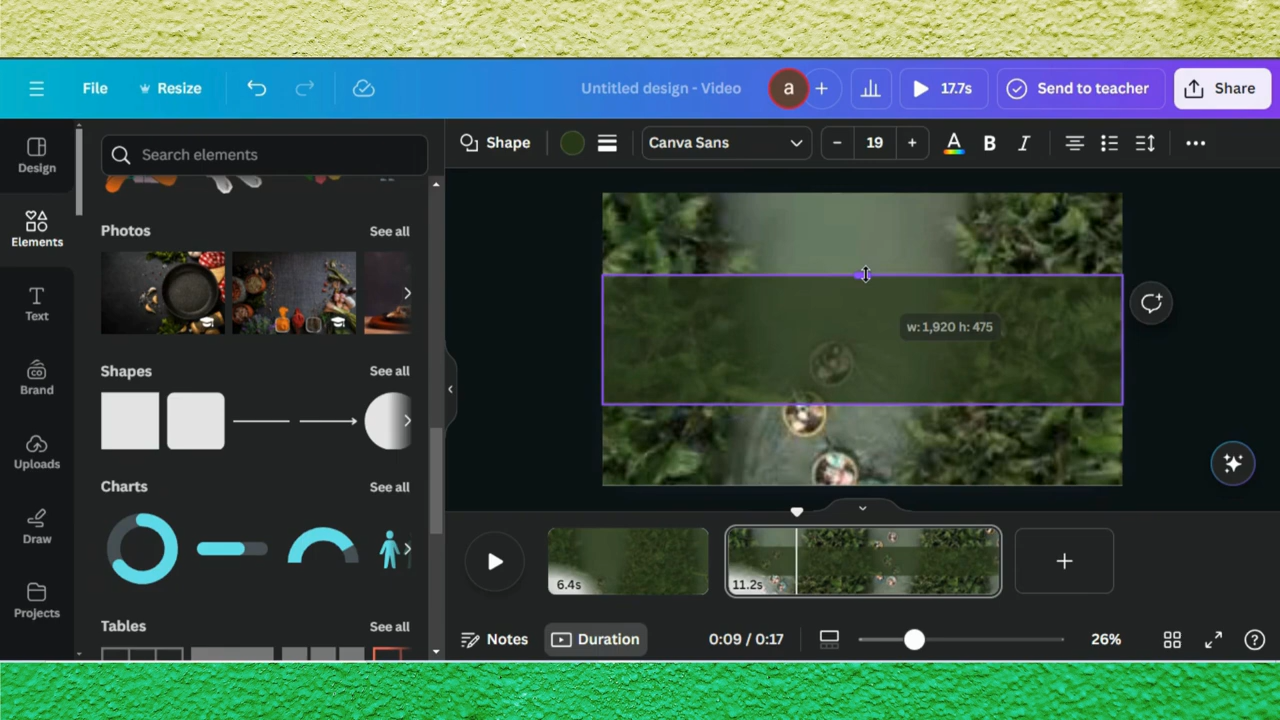 File
Resize
Untitled design - Video
a
17.7s
Send to teacher
Share
Design
Elements
Text
Brand
Uploads
Draw
Projects
Search elements
Photos
See all
Shapes
See all
Charts
See all
Tables
See all
Shape
Canva Sans
19
A
B
I
w: 1,920 h: 475
6.4s
11.2s
Notes
Duration
0:09 / 0:17
26%